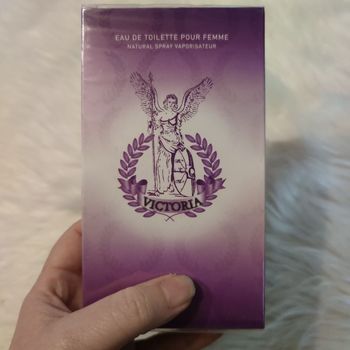 EAU DE TOILETTE POUR FEMME
NATURAL SPRAY VAPORISATEUR
VICTORIA